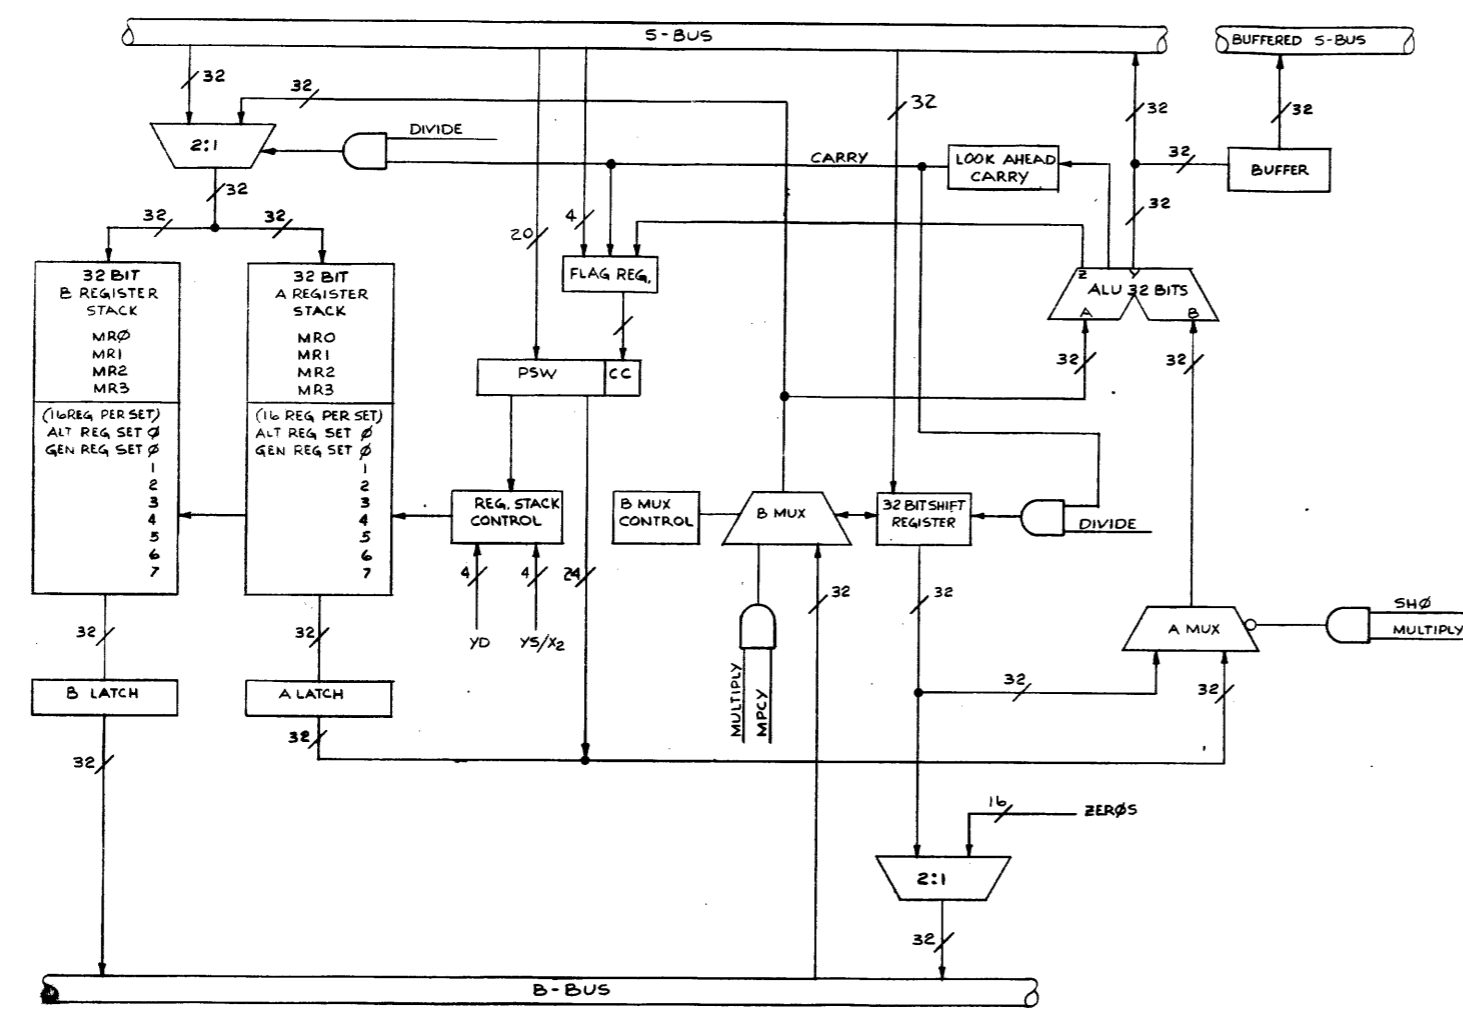 S-BUS
BUFFERED S-BUS
32
32
32
32
32
2:1
DIVIDE
CARRY
LOOK AHEAD
CARRY
32
BUFFER
32
32
32
32
20
4
FLAG REG.
Z
Y
ALU 32 BITS
A
B
32 BIT
B REGISTER
STACK
MRØ
MR1
MR2
MR3
(16 REG PER SET)
ALT REG SET Ø
GEN REG SET Ø
1
2
3
4
5
6
7
32 BIT
A REGISTER
STACK
MRO
MR1
MR2
MR3
(16 REG PER SET)
ALT REG SET Ø
GEN REG SET Ø
1
2
3
4
5
6
7
PSW
CC
32
32
REG. STACK
CONTROL
B MUX
CONTROL
B MUX
32 BIT SHIFT
REGISTER
DIVIDE
4
4
24
32
32
YD
YS/X2
SHØ
MULTIPLY
A MUX
32
32
B LATCH
A LATCH
MULTIPLY
MPCY
32
32
32
32
16
ZERØS
2:1
32
B-BUS